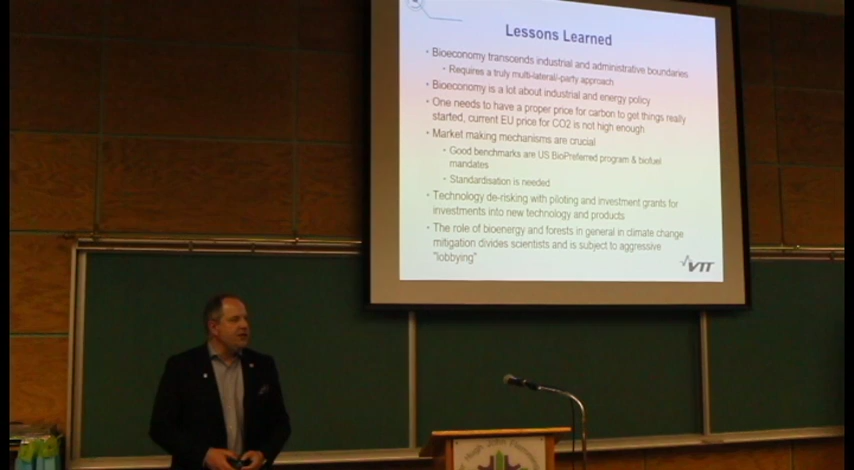 Lessons Learned
• Bioeconomy transcends industrial and administrative boundaries
• Requires a truly multi-lateral/-party approach
• Bioeconomy is a lot about industrial and energy policy
• One needs to have a proper price for carbon to get things really
started, current EU price for CO2 is not high enough
• Market making mechanisms are crucial
• Good benchmarks are US BioPreferred program & biofuel
mandates
• Standardisation is needed
• Technology de-risking with piloting and investment grants for
investments into new technology and products
• The role of bioenergy and forests in general in climate change
mitigation divides scientists and is subject to aggressive
"lobbying"
VTT
Hugh John Flemming